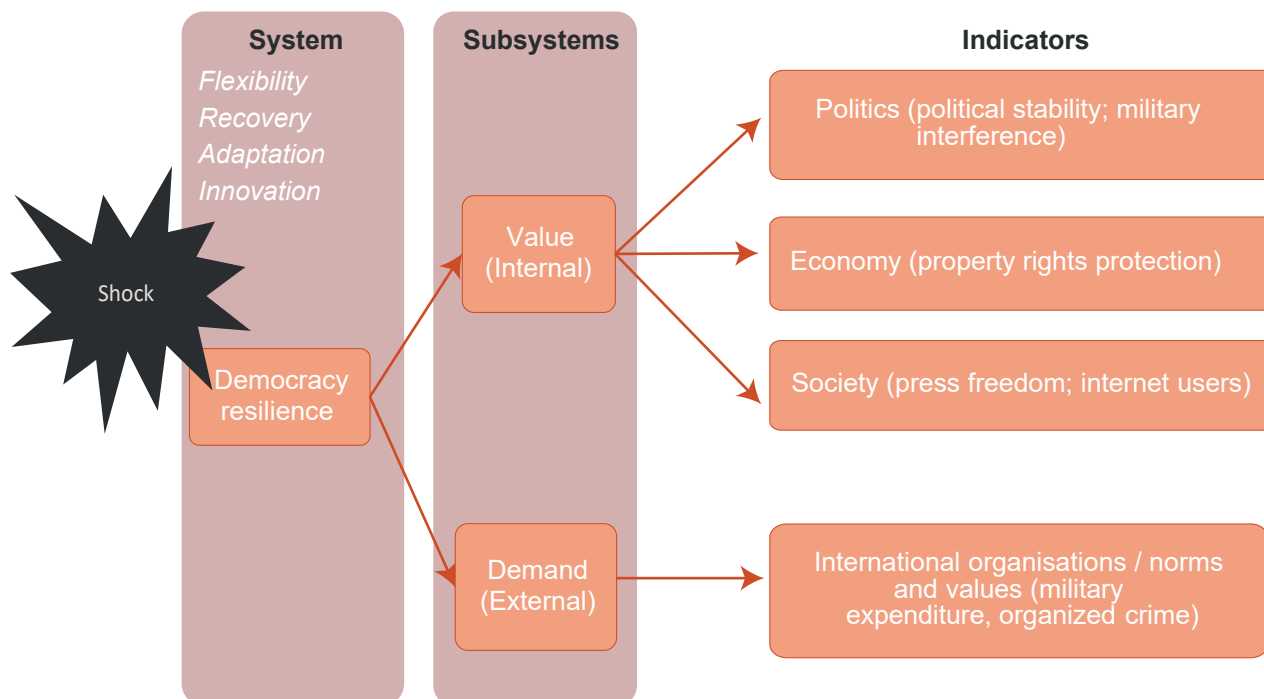 System
Flexibility
Recovery
Adaptation
Innovation
Shock
Democracy
resilience
Subsystems
Value
(Internal)
Demand
(External)
Indicators
Politics (political stability; military
interference)
Economy (property rights protection)
Society (press freedom; internet users)
International organisations / norms
and values (military
expenditure, organized crime)